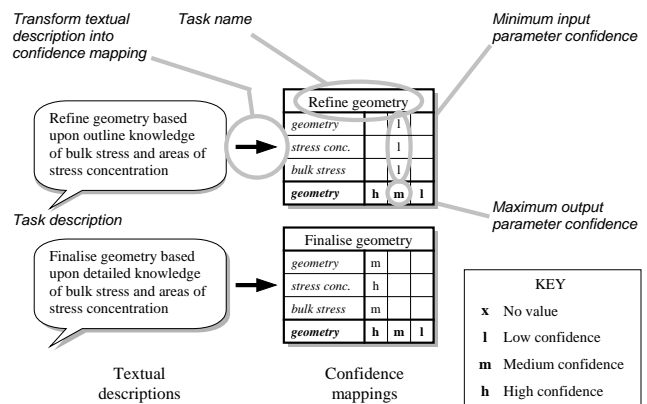 Transform textual
description into
confidence mapping
Task name
Minimum input
parameter confidence
Refine geometry based
upon outline knowledge
of bulk stress and areas of
stress concentration
Refine geometry
geometry l
stress conc. l
bulk stress l
geometry h m l
Task description
Maximum output
parameter confidence
Finalise geometry based
upon detailed knowledge
of bulk stress and areas of
stress concentration
Finalise geometry
geometry m
stress conc. h
bulk stress m
geometry h m l
KEY
x No value
l Low confidence
m Medium confidence
h High confidence
Textual
descriptions
Confidence
mappings